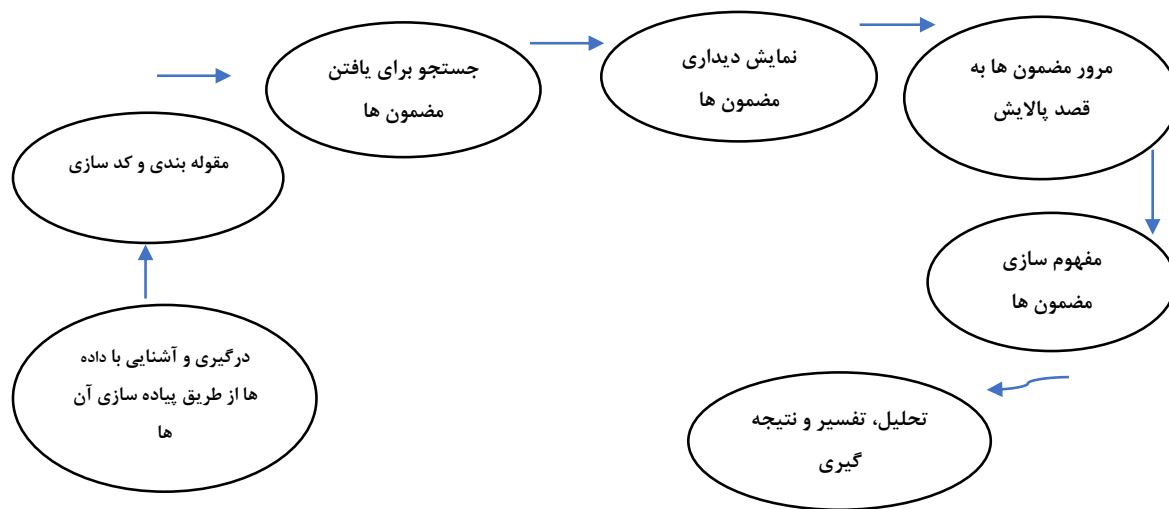 درگیری و آشنایی با داده
ها از طریق پیاده سازی آن
ها
مقوله بندی و کد سازی
جستجو برای یافتن
مضمون ها
نمایش دیداری
مضمون ها
مرور مضمون ها به
قصد پالایش
مفهوم سازی
مضمون ها
تحلیل، تفسیر و نتیجه
گیری